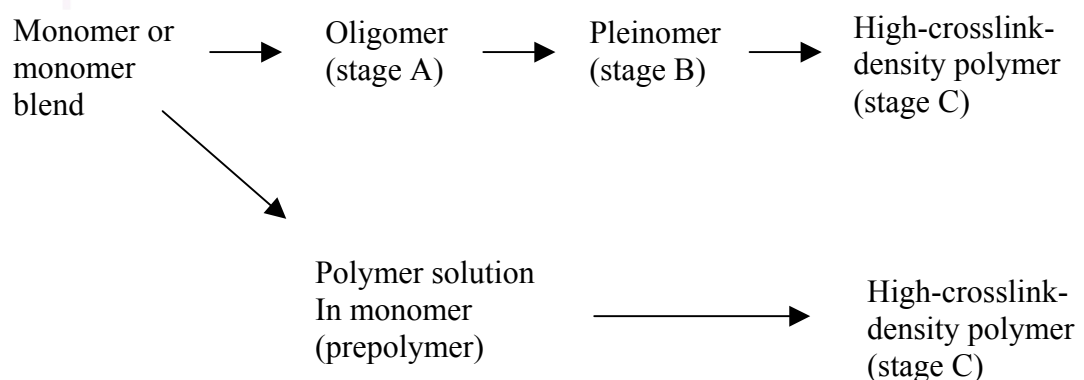 Monomer or
monomer
blend
Oligomer
(stage A)
Pleinomer
(stage B)
High-crosslink-
density polymer
(stage C)
Polymer solution
In monomer
(prepolymer)
High-crosslink-
density polymer
(stage C)